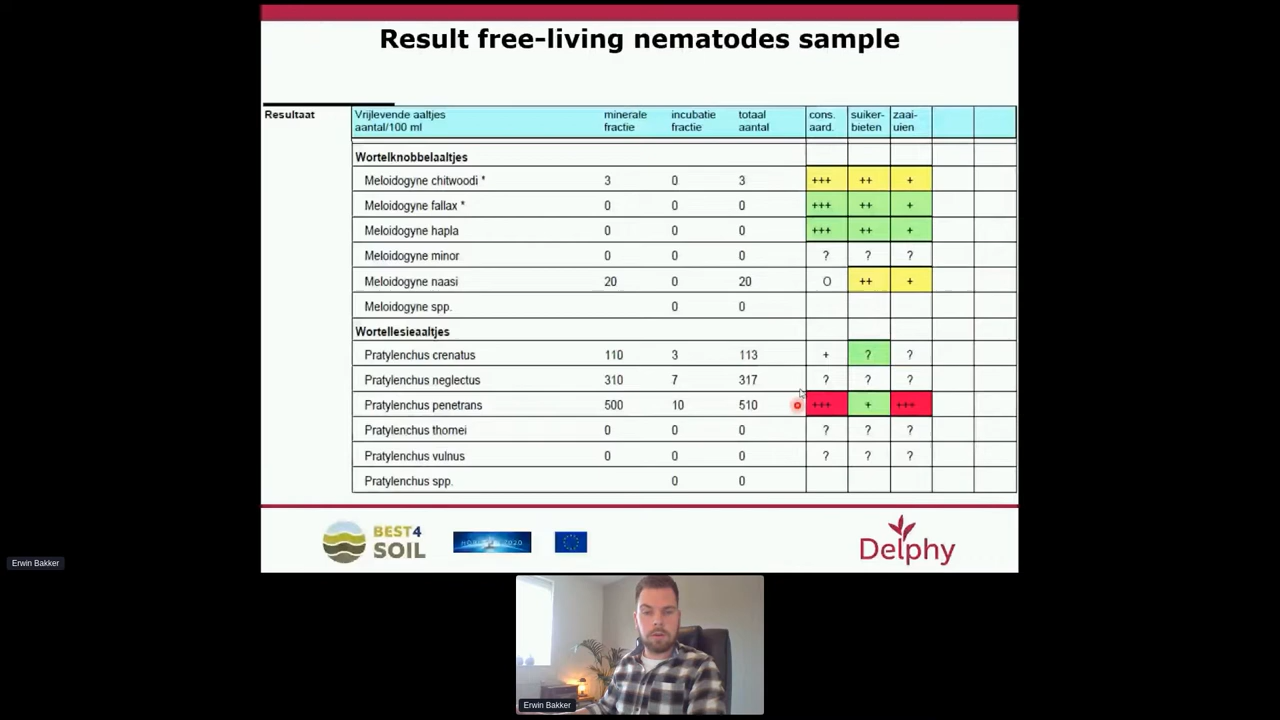 Result free-living nematodes sample
Resultaat
Vrijlevende aaltjes minerale incubatie totaal cons. suiker- zaai-
aantal/100 ml fractie fractie aantal aard. bieten uien
Wortelknobbelaaltjes
Meloidogyne chitwoodi * 3 0 3 +++ ++ +
Meloidogyne fallax * 0 0 0 +++ ++ +
Meloidogyne hapla 0 0 0 +++ ++ +
Meloidogyne minor 0 0 0 ? ? ?
Meloidogyne naasi 20 0 20 O ++ +
Meloidogyne spp. 0 0
Wortellesieaaltjes
Pratylenchus crenatus 110 3 113 + ? ?
Pratylenchus neglectus 310 7 317 ? ? ?
Pratylenchus penetrans 500 10 510 +++ + +++
Pratylenchus thornei 0 0 0 ? ? ?
Pratylenchus vulnus 0 0 0 ? ? ?
Pratylenchus spp. 0 0
BEST4
SOIL
HORIZON 2020
Delphy
Erwin Bakker
Erwin Bakker